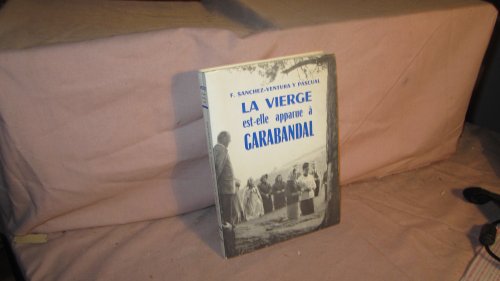 F. SANCHEZ-VENTURA Y PASCUAL
LA VIERGE
est-elle apparue à
GARABANDAL